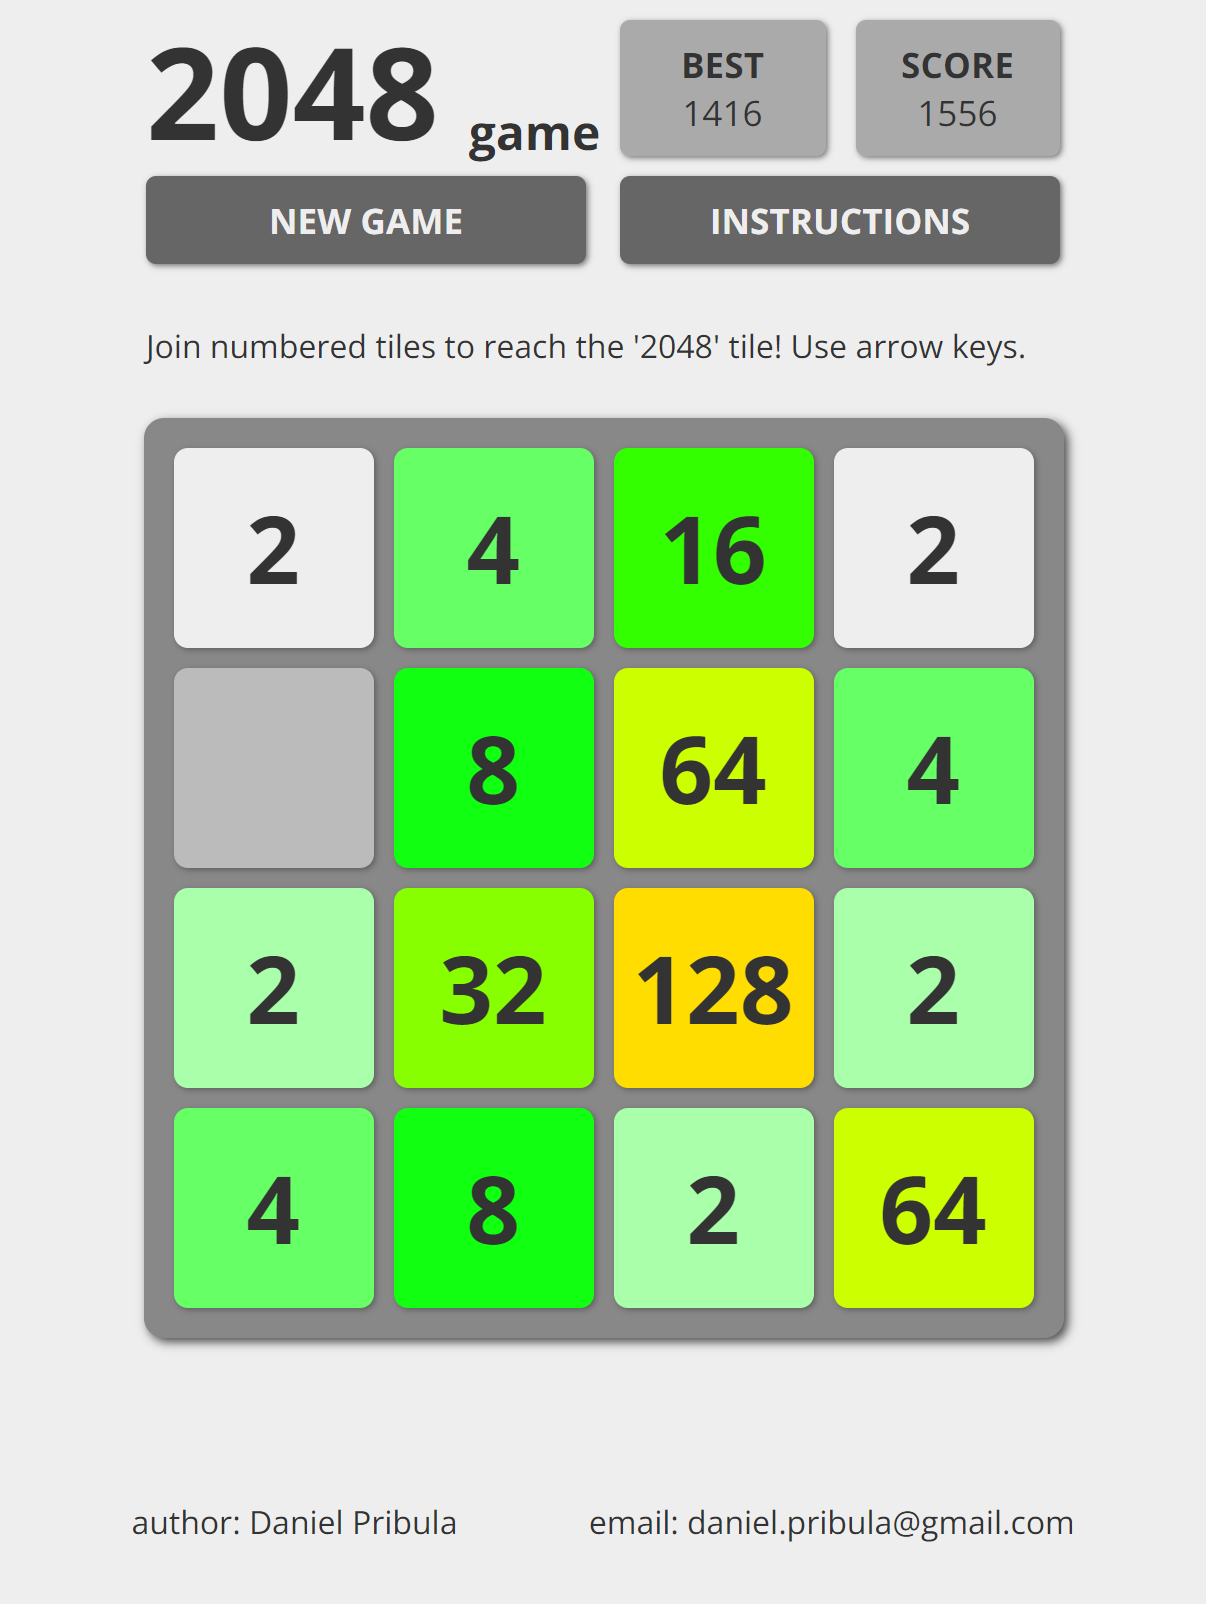 2048 game
BEST
1416
SCORE
1556
NEW GAME
INSTRUCTIONS
Join numbered tiles to reach the '2048' tile! Use arrow keys.
2 4 16 2
8 64 4
2 32 128 2
4 8 2 64
author: Daniel Pribula
email: daniel.pribula@gmail.com